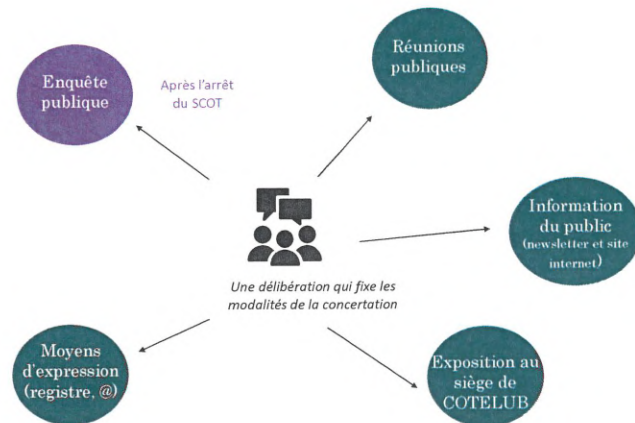 Enquête
publique
Après l'arrêt
du SCOT
Réunions
publiques
Information
du public
(newsletter et site
internet)
Une délibération qui fixe les
modalités de la concertation
Moyens
d'expression
(registre, @)
Exposition au
siège de
COTELUB